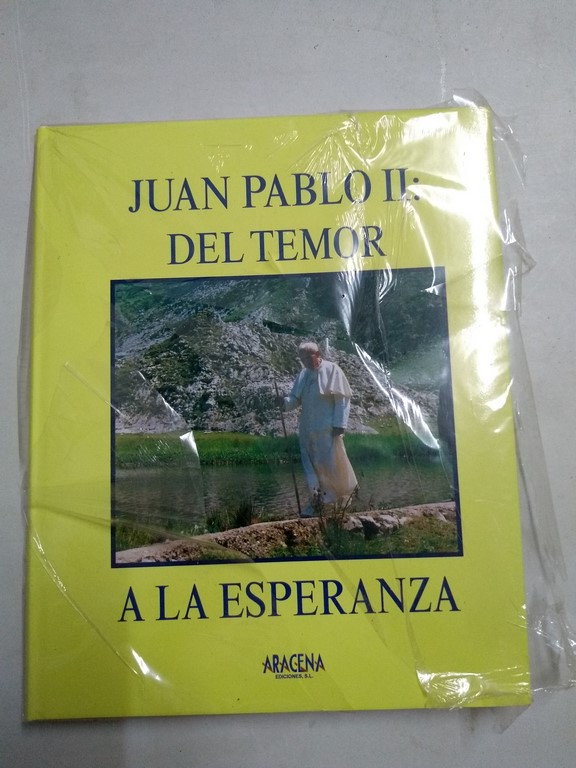 JUAN PABLO II:
DEL TEMOR
A LA ESPERANZA
ARACENA
EDICIONES, S.L.